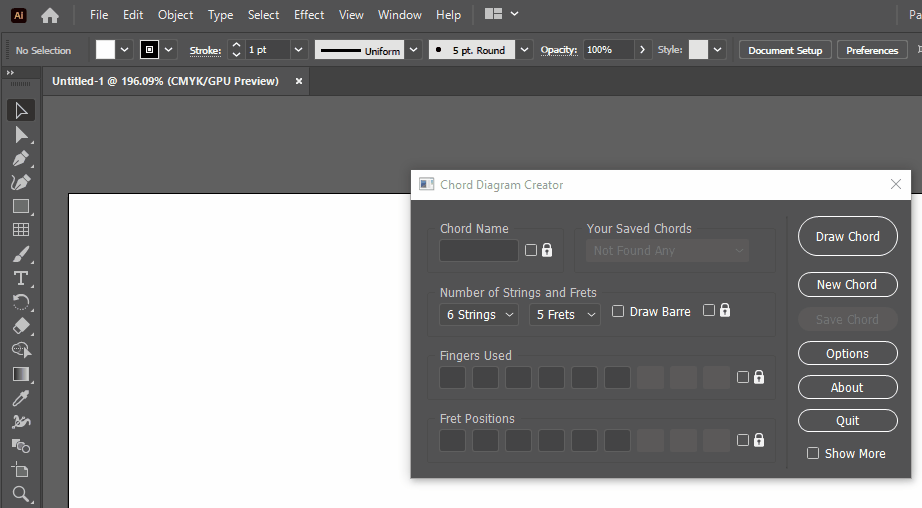 Ai File Edit Object Type Select Effect View Window Help Pa
No Selection Stroke: 1 pt Uniform 5 pt. Round Opacity: 100% Style: Document Setup Preferences
Untitled-1 @ 196.09% (CMYK/GPU Preview) ×
Chord Diagram Creator
Chord Name Your Saved Chords Draw Chord
Not Found Any
New Chord
Number of Strings and Frets
6 Strings 5 Frets Draw Barre Save Chord
Fingers Used Options
About
Fret Positions Quit
Show More